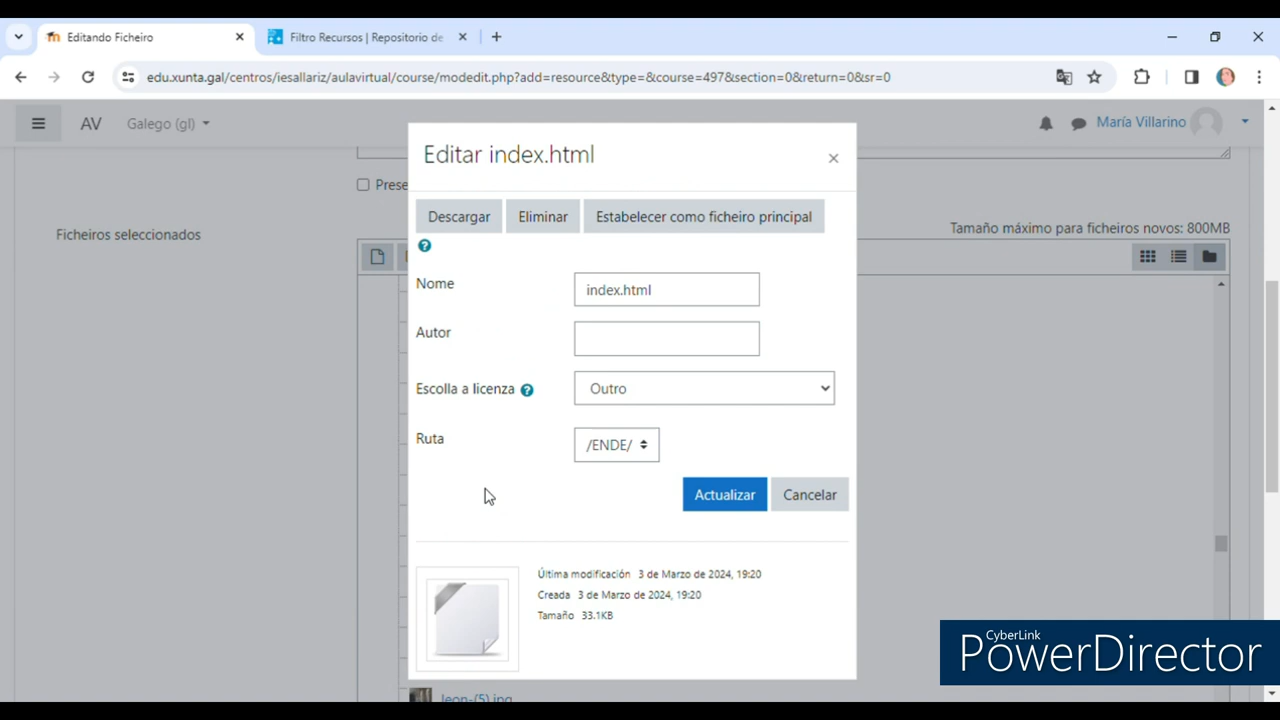 Editando Ficheiro
Filtro Recursos | Repositorio de
edu.xunta.gal/centros/iesallariz/aulavirtual/course/modedit.php?add=resource&type=&course=497&section=0&return=0&sr=0
AV
Galego (gl)
María Villarino
Editar index.html
Prese
Descargar
Eliminar
Estabelecer como ficheiro principal
Ficheiros seleccionados
Tamaño máximo para ficheiros novos: 800MB
Nome
index.html
Autor
Escolla a licenza
Outro
Ruta
/ENDE/
Actualizar
Cancelar
Última modificación 3 de Marzo de 2024, 19:20
Creada 3 de Marzo de 2024, 19:20
Tamaño 33.1KB
leon-(5).jpg
CyberLink
PowerDirector